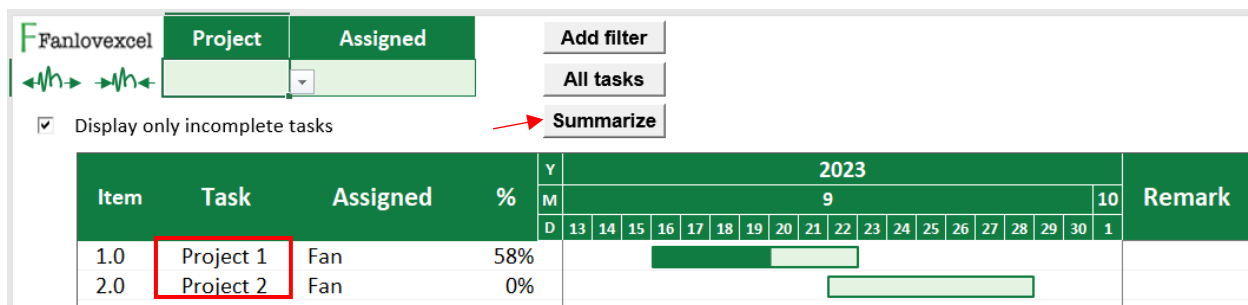 Fanlovexcel Project Assigned Add filter
All tasks
Display only incomplete tasks Summarize
Item Task Assigned % Y 2023 Remark
M 9 10
D 13 14 15 16 17 18 19 20 21 22 23 24 25 26 27 28 29 30 1
1.0 Project 1 Fan 58%
2.0 Project 2 Fan 0%